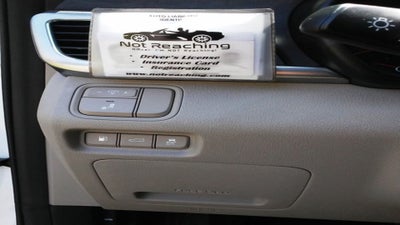 Not Reaching
• Driver's License
Insurance Card
• Registration
www.notreaching.com